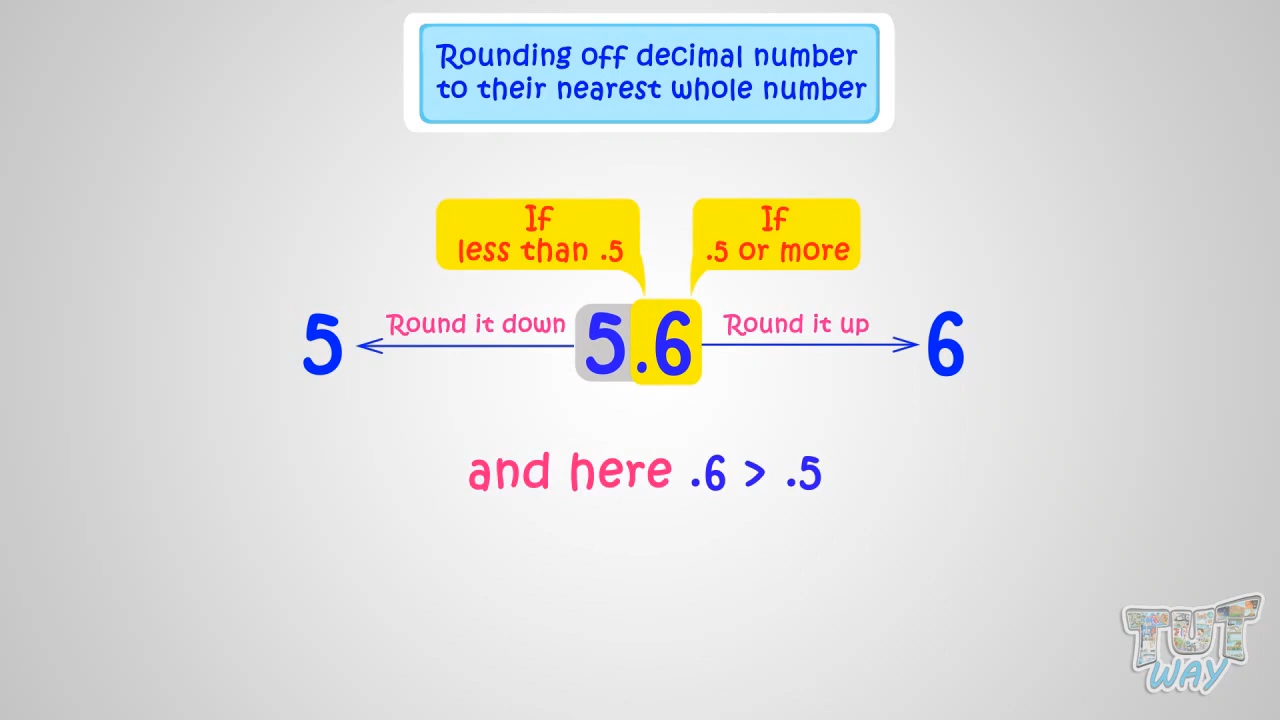 Rounding off decimal number
to their nearest whole number
If
less than .5
If
.5 or more
5
Round it down
5.6
Round it up
6
and here .6 > .5
TUT
WAY